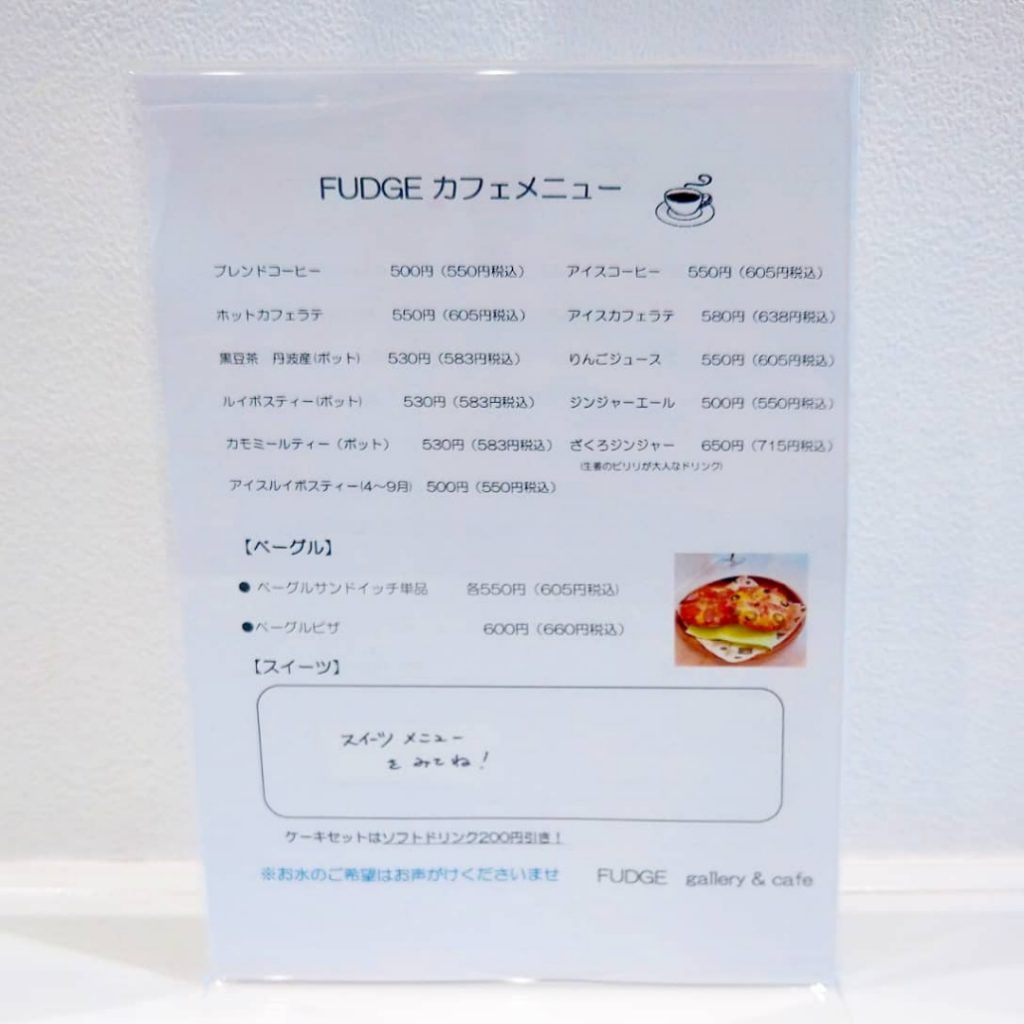 FUDGE カフェメニュー
ブレンドコーヒー 500円（550円税込） アイスコーヒー 550円（605円税込）
ホットカフェラテ 550円（605円税込） アイスカフェラテ 580円（638円税込）
黒豆茶 丹波産(ポット) 530円（583円税込） りんごジュース 550円（605円税込）
ルイボスティー(ポット) 530円（583円税込） ジンジャーエール 500円（550円税込）
カモミールティー（ポット） 530円（583円税込） ざくろジンジャー 650円（715円税込）
(生姜のピリリが大人なドリンク)
アイスルイボスティー(4～9月) 500円（550円税込）
【ベーグル】
●ベーグルサンドイッチ単品 各550円（605円税込）
●ベーグルピザ 600円（660円税込）
【スイーツ】
スイーツ メニュー
を みてね！
ケーキセットはソフトドリンク200円引き！
※お水のご希望はお声がけくださいませ FUDGE gallery & cafe